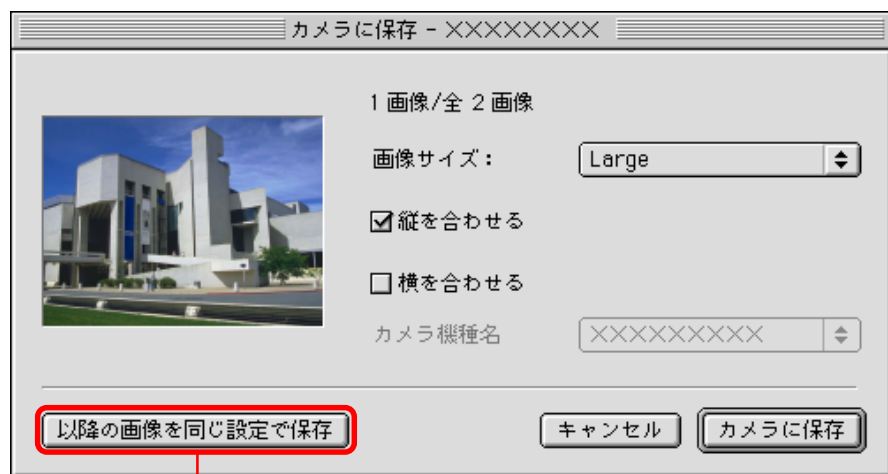 カメラに保存 - XXXXXXXX
1 画像/全 2 画像
画像サイズ： Large
縦を合わせる
横を合わせる
カメラ機種名 XXXXXXXXX
以降の画像を同じ設定で保存 キャンセル カメラに保存